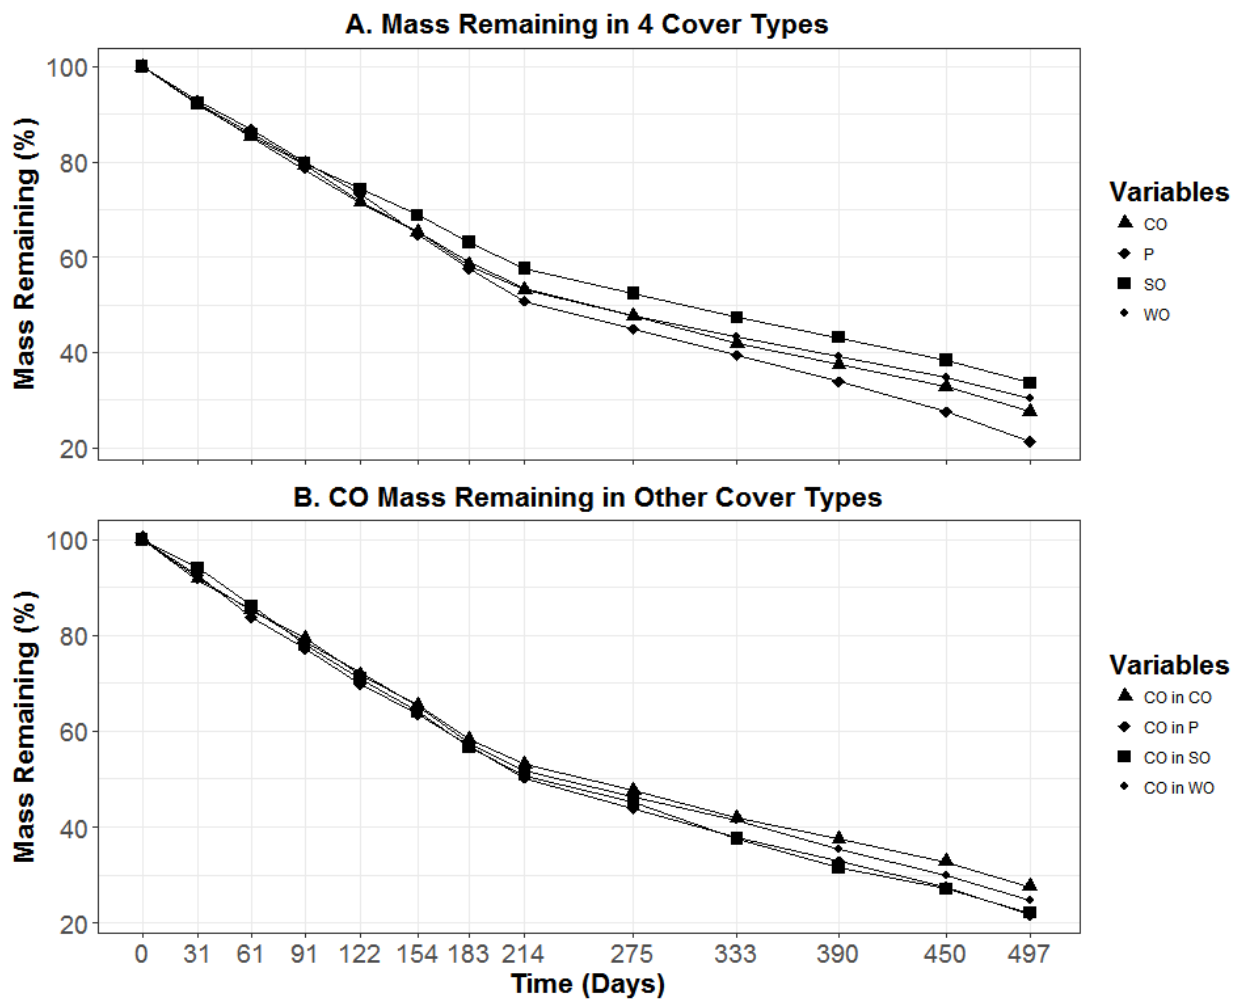 A. Mass Remaining in 4 Cover Types
Mass Remaining (%)
100
80
60
40
20
Variables
CO
P
SO
WO
B. CO Mass Remaining in Other Cover Types
Mass Remaining (%)
100
80
60
40
20
Variables
CO in CO
CO in P
CO in SO
CO in WO
0 31 61 91 122 154 183 214 275 333 390 450 497
Time (Days)